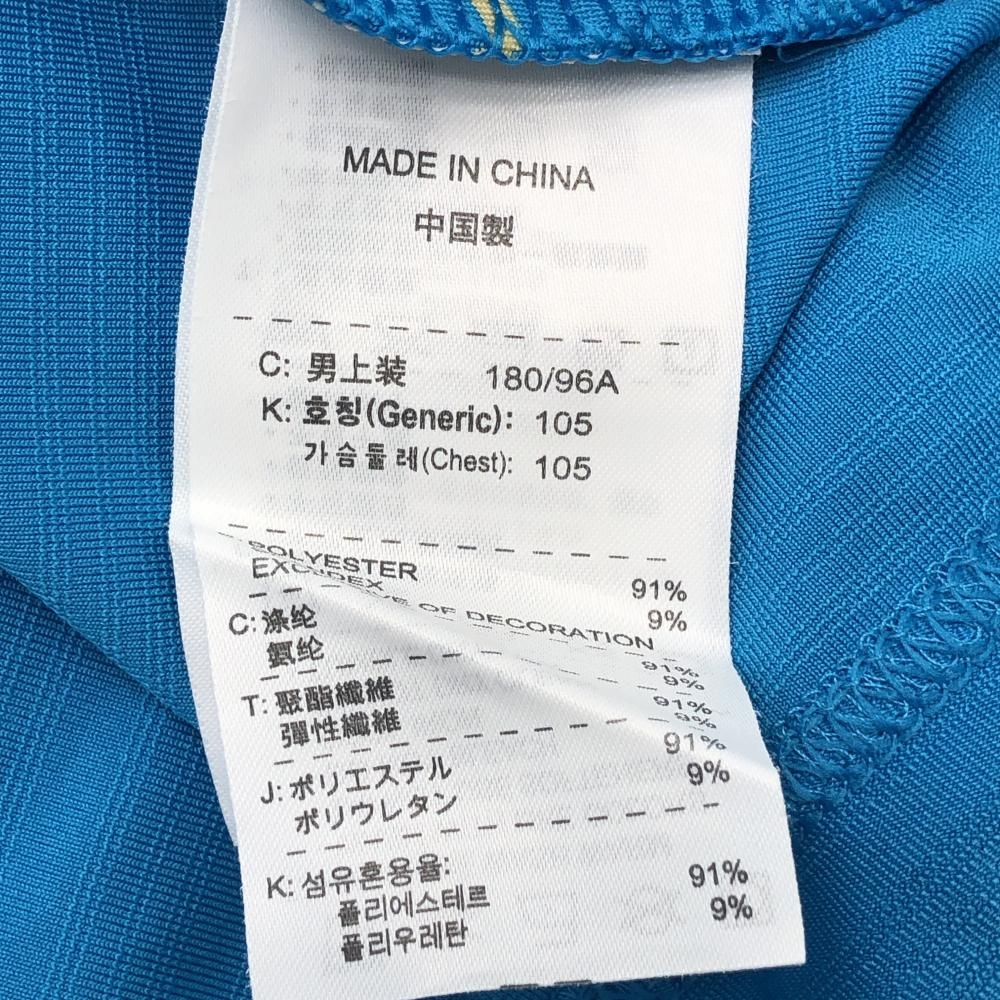 MADE IN CHINA
中国製
C: 男上装 180/96A
K: 호칭(Generic): 105
가슴둘레(Chest): 105
POLYESTER 91%
9%
OF DECORATION
C: 涤纶 91%
氨纶 9%
T: 聚酯纖維 91%
彈性纖維 9%
J: ポリエステル 91%
ポリウレタン 9%
K: 섬유혼용율:
폴리에스테르 91%
폴리우레탄 9%